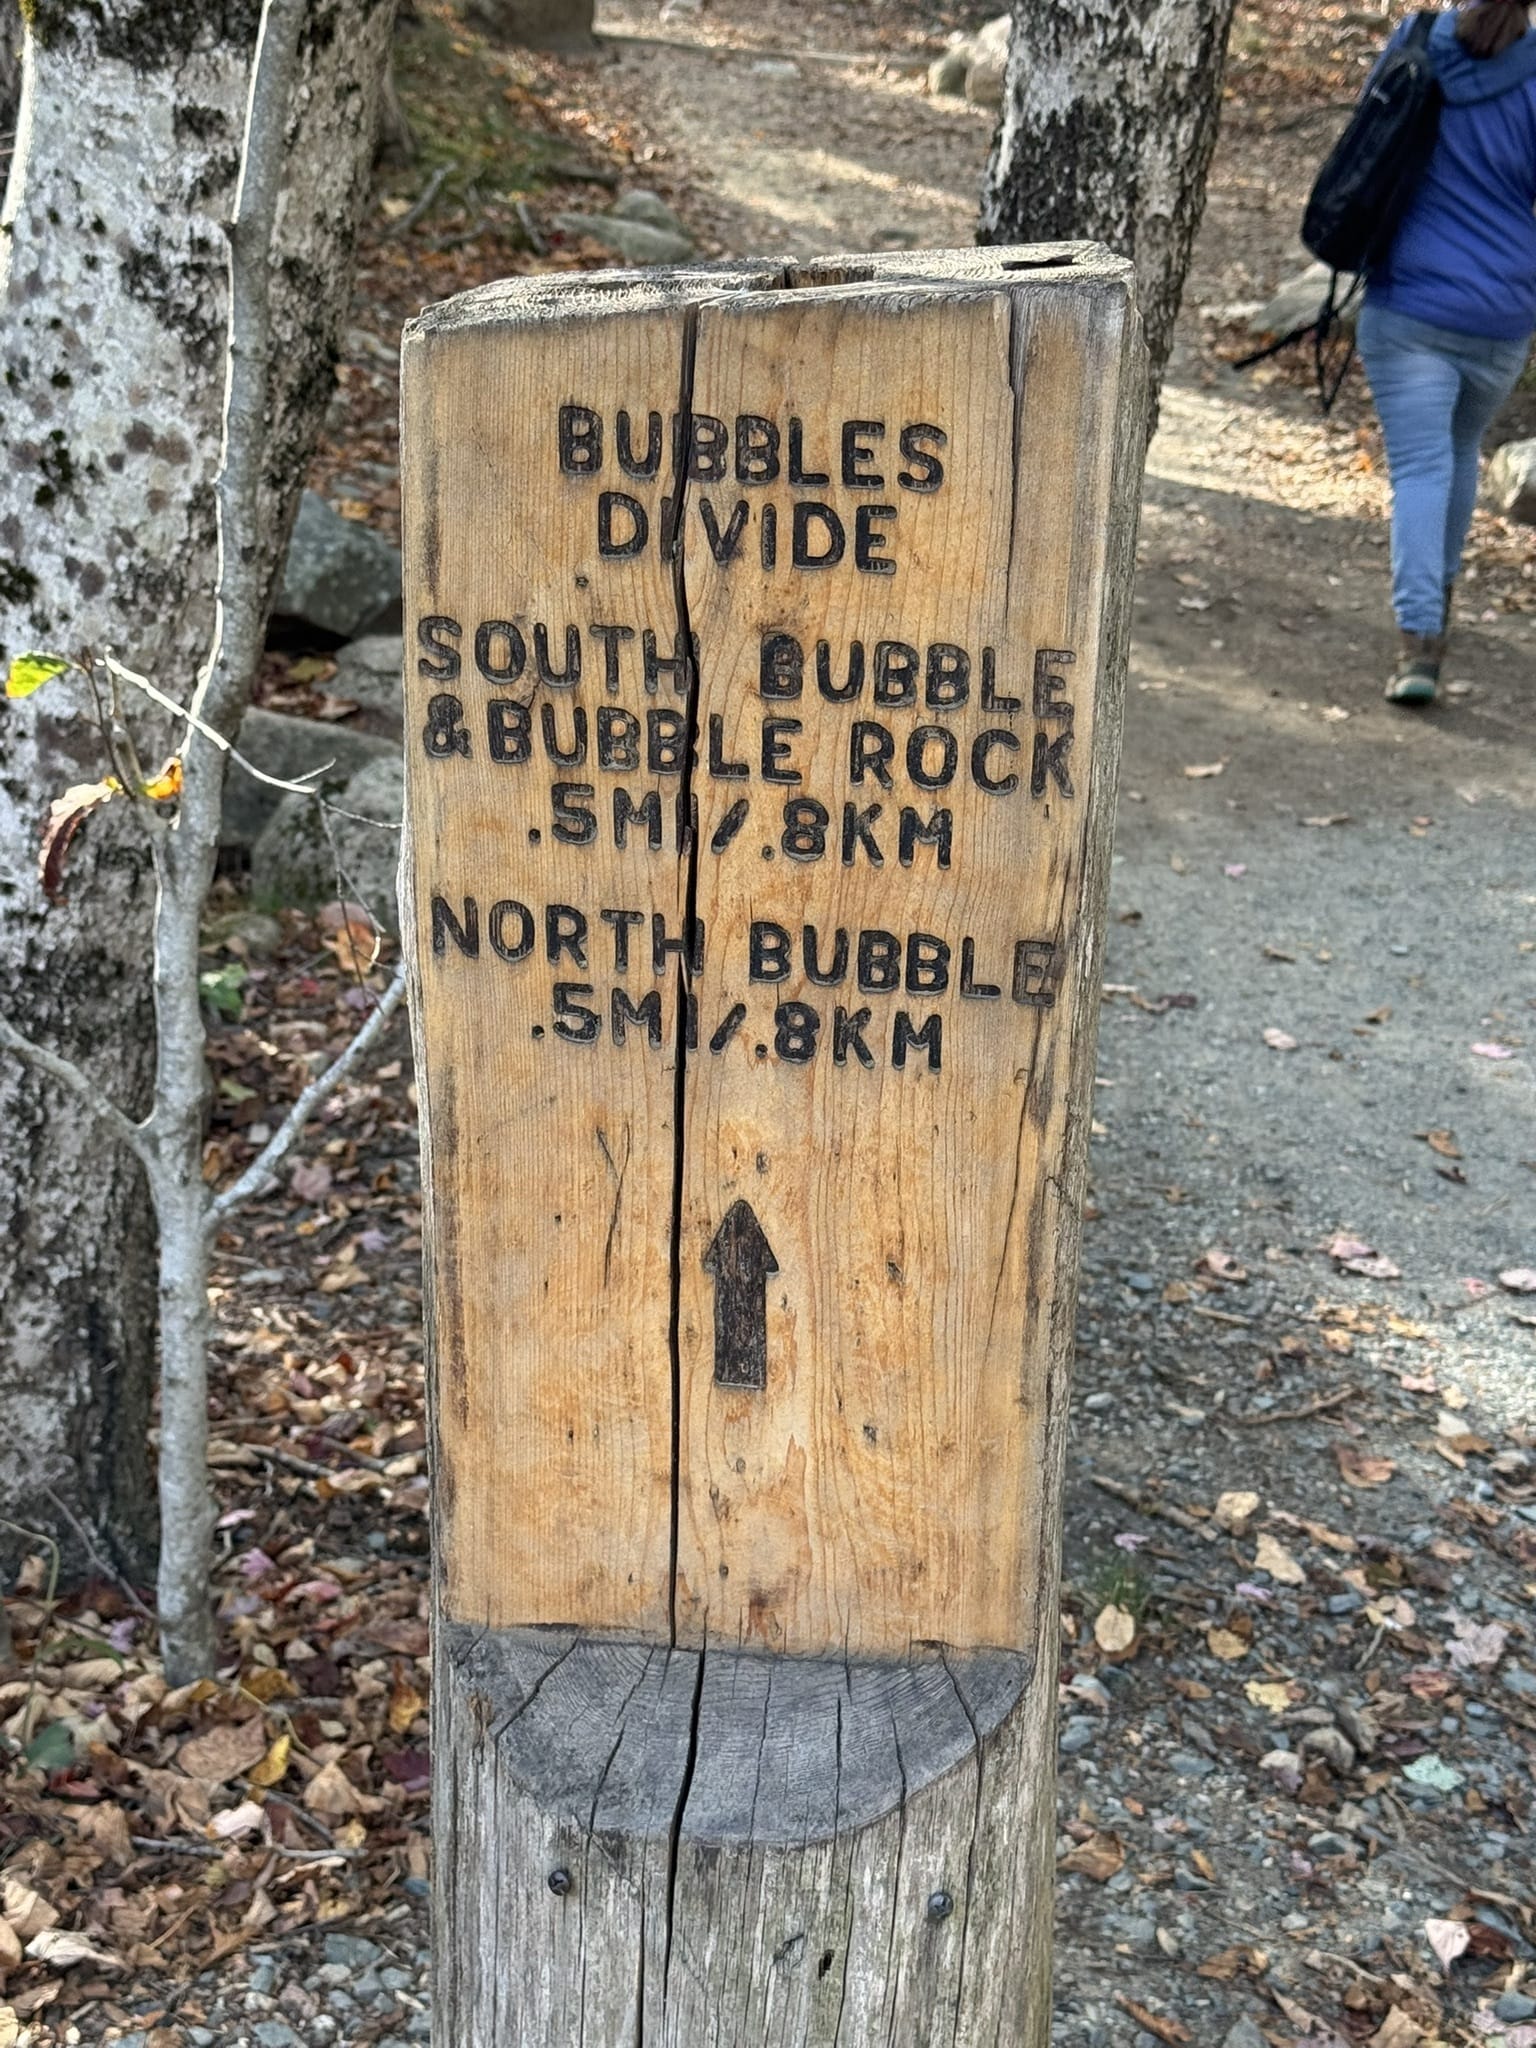 BUBBLES
DIVIDE
SOUTH BUBBLE
& BUBBLE ROCK
.5MI/.8KM
NORTH BUBBLE
.5MI/.8KM